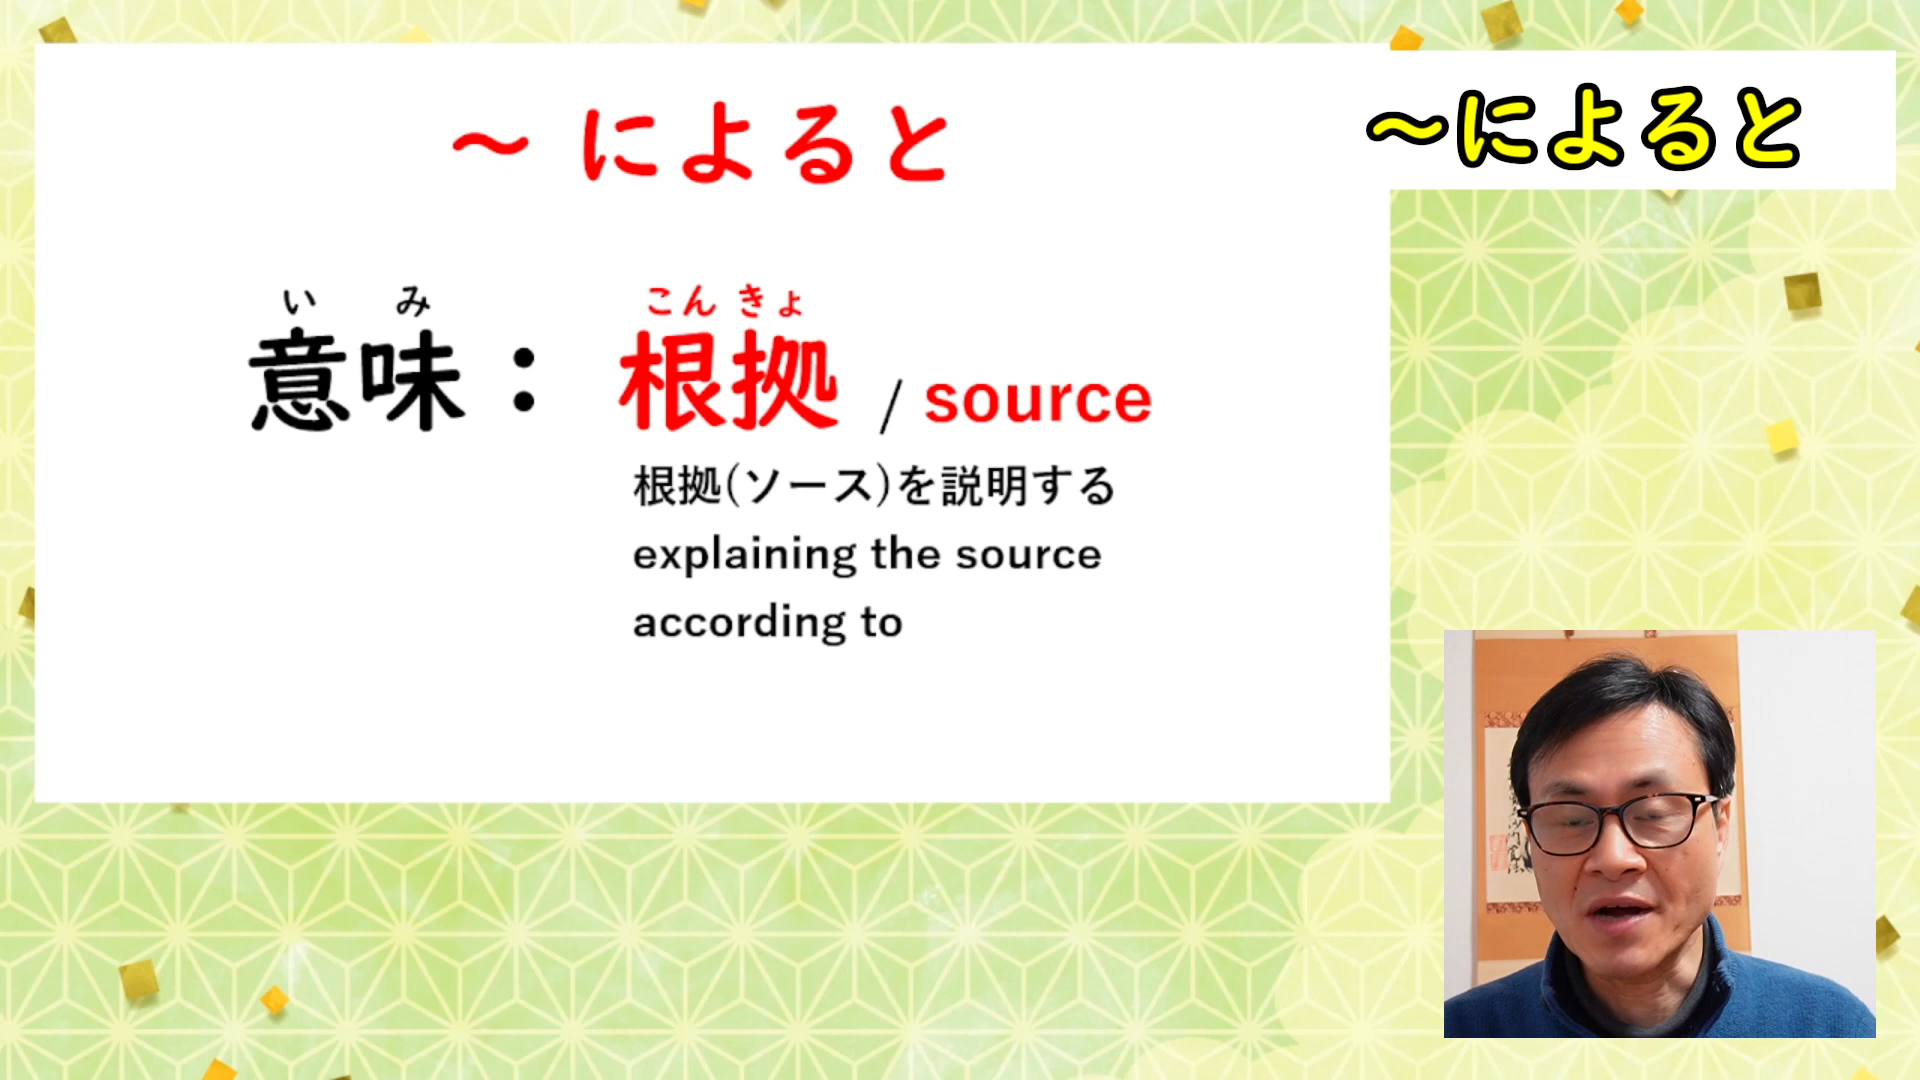 ～ によると
～によると
い み こんきょ
意味： 根拠 / source
根拠(ソース)を説明する
explaining the source
according to